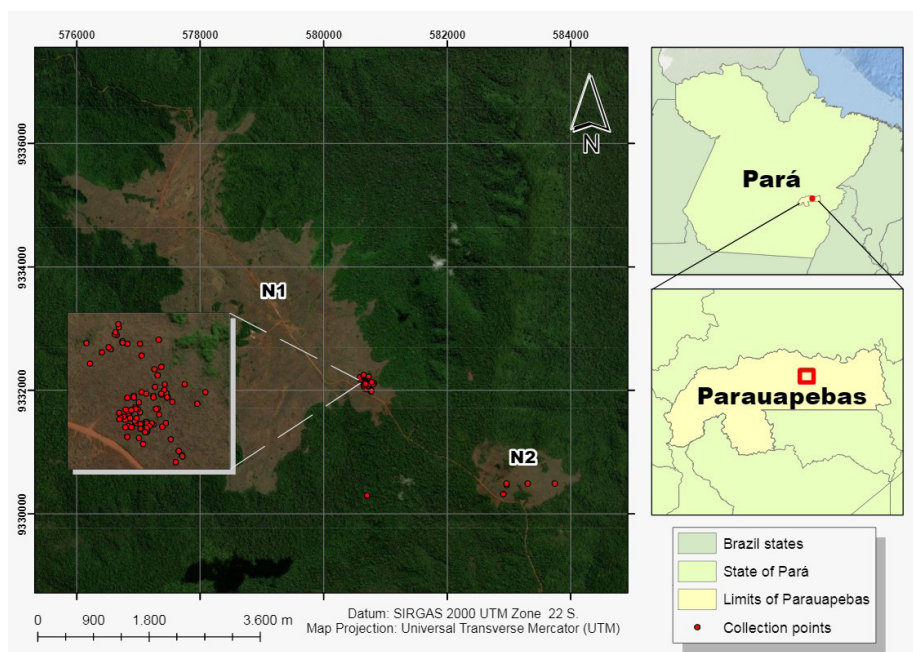 576000 578000 580000 582000 584000
9336000
9334000
9332000
9330000
N
N1
N2
Pará
Parauapebas
Brazil states
State of Pará
Limits of Parauapebas
Collection points
0 900 1.800 3.600 m
Datum: SIRGAS 2000 UTM Zone 22 S.
Map Projection: Universal Transverse Mercator (UTM)